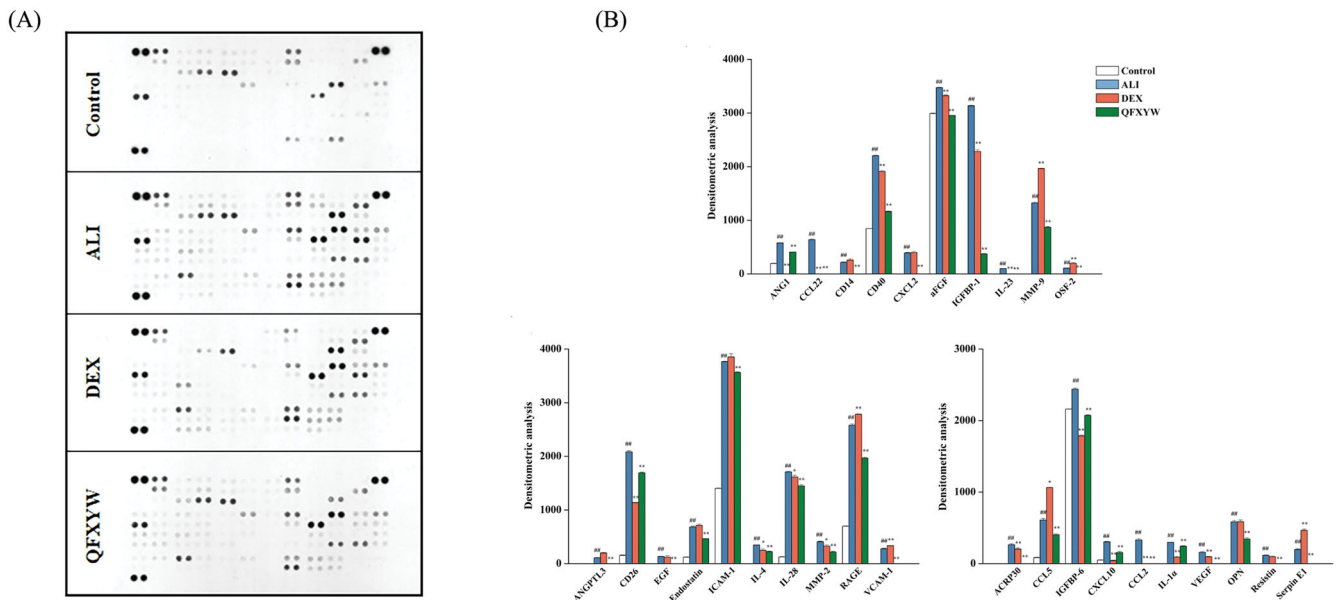 (A)
Control
ALI
DEX
QFXYW
(B)
Densitometric analysis
4000
3000
2000
1000
0
## ** ## ** ** ## ** ## ** ** ## ** ## ** ** ## ** ** ## ** ** ## ** ** ## ** **
ANG1 CCL22 CD14 CD40 CXCL2 aFGF IGFBP-1 IL-23 MMP-9 OSF-2
Control
ALI
DEX
QFXYW
Densitometric analysis
4000
3000
2000
1000
0
## ** ## ** ** ## ** ## ** ## ** ## * ** ## * ** ## * ** ## ** ** ## ** **
ANGPTL3 CD26 EGF Endostatin ICAM-1 IL-4 IL-28 MMP-2 RAGE VCAM-1
Densitometric analysis
3000
2000
1000
0
## ** ** ## * ** ## ** ** ## ** ** ## ** ** ## ** ** ## ** ** ## ** ## ** ## ** **
ACRP30 CCL5 IGFBP-6 CXCL10 CCL2 IL-1α VEGF OPN Resistin Serpin E1